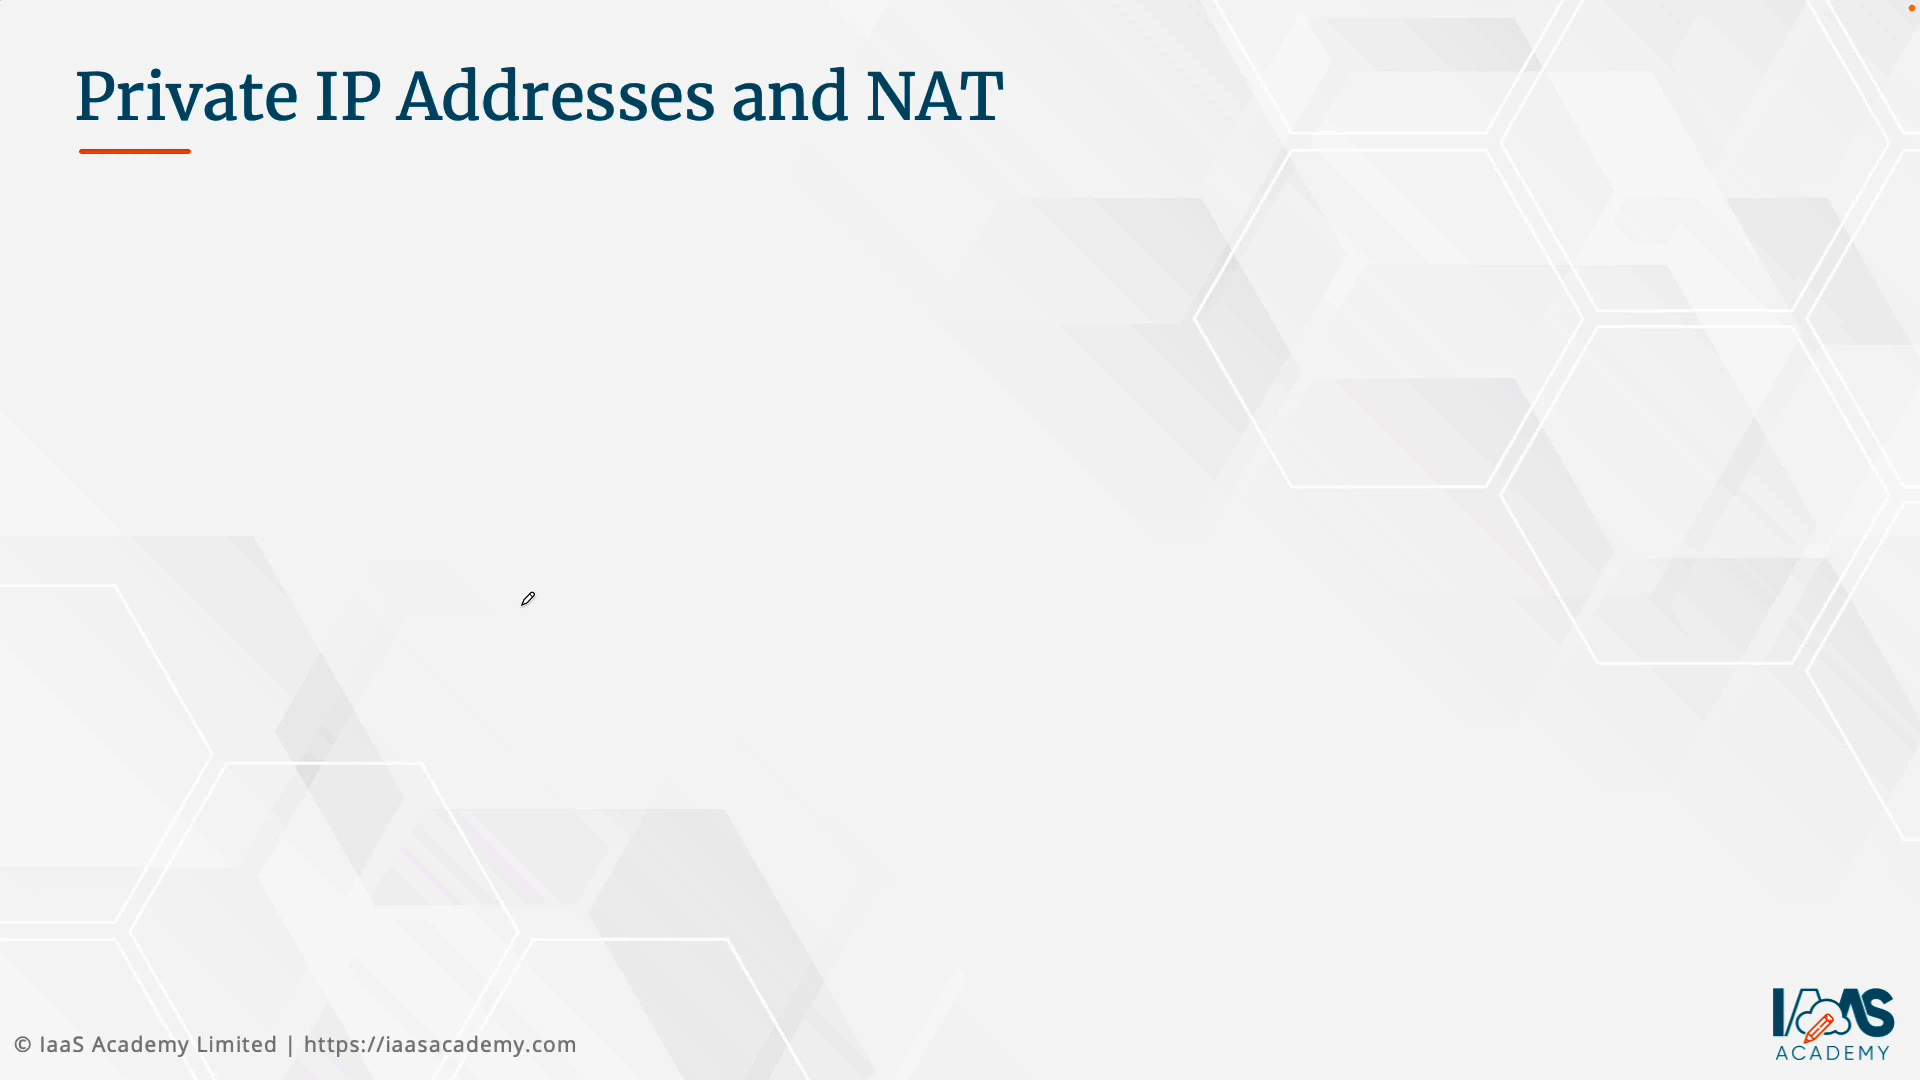 Private IP Addresses and NAT
© IaaS Academy Limited | https://iaasacademy.com
IAAS
ACADEMY